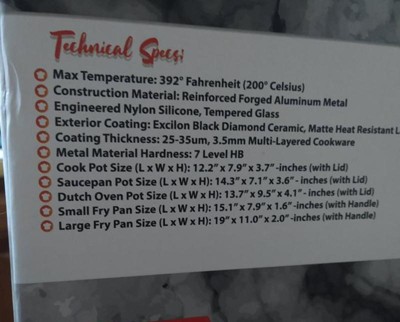 Technical Specs:
Max Temperature: 392° Fahrenheit (200° Celsius)
Construction Material: Reinforced Forged Aluminum Metal
Engineered Nylon Silicone, Tempered Glass
Exterior Coating: Excilon Black Diamond Ceramic, Matte Heat Resistant L
Coating Thickness: 25-35um, 3.5mm Multi-Layered Cookware
Metal Material Hardness: 7 Level HB
Cook Pot Size (L x W x H): 12.2" x 7.9" x 3.7" -inches (with Lid)
Saucepan Pot Size (L x W x H): 14.3" x 7.1" x 3.6" - inches (with Lid)
Dutch Oven Pot Size (L x W x H): 13.7" x 9.5" x 4.1" - inches (with Lid)
Small Fry Pan Size (L x W x H): 15.1" x 7.9" x 1.6" -inches (with Handle)
Large Fry Pan Size (L x W x H): 19" x 11.0" x 2.0" -inches (with Handle)